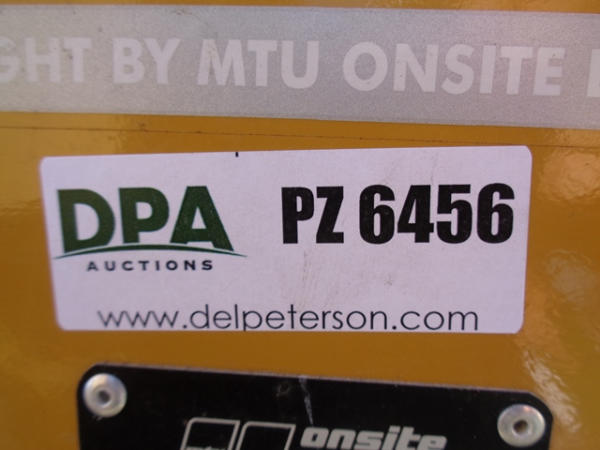 GHT BY MTU ONSITE
DPA
AUCTIONS
PZ 6456
www.delpeterson.com
onsite